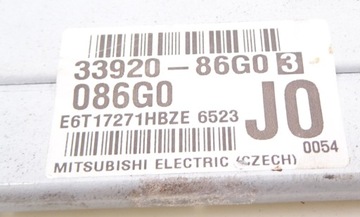 33920-86G0 3
086G0
E6T17271HBZE 6523 J0
0054
MITSUBISHI ELECTRIC (CZECH)